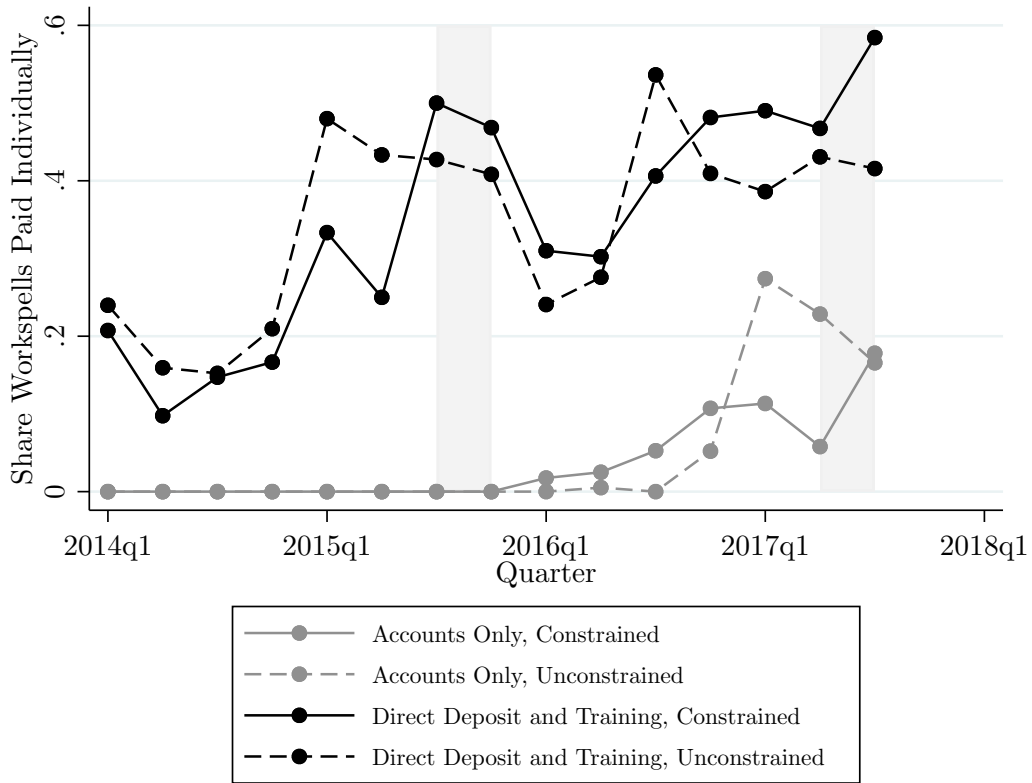 Share Workspells Paid Individually
.6
.4
.2
0
2014q1 2015q1 2016q1 2017q1 2018q1
Quarter
Accounts Only, Constrained
Accounts Only, Unconstrained
Direct Deposit and Training, Constrained
Direct Deposit and Training, Unconstrained